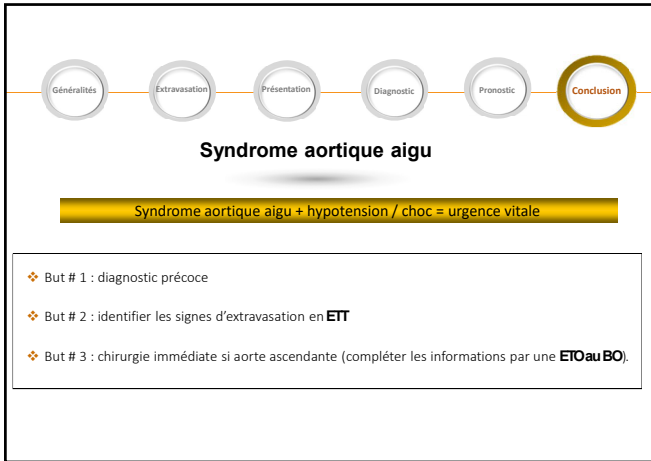 Généralités
Extravasation
Présentation
Diagnostic
Pronostic
Conclusion
Syndrome aortique aigu
Syndrome aortique aigu + hypotension / choc = urgence vitale
❖ But # 1 : diagnostic précoce
❖ But # 2 : identifier les signes d’extravasation en ETT
❖ But # 3 : chirurgie immédiate si aorte ascendante (compléter les informations par une ETO au BO).